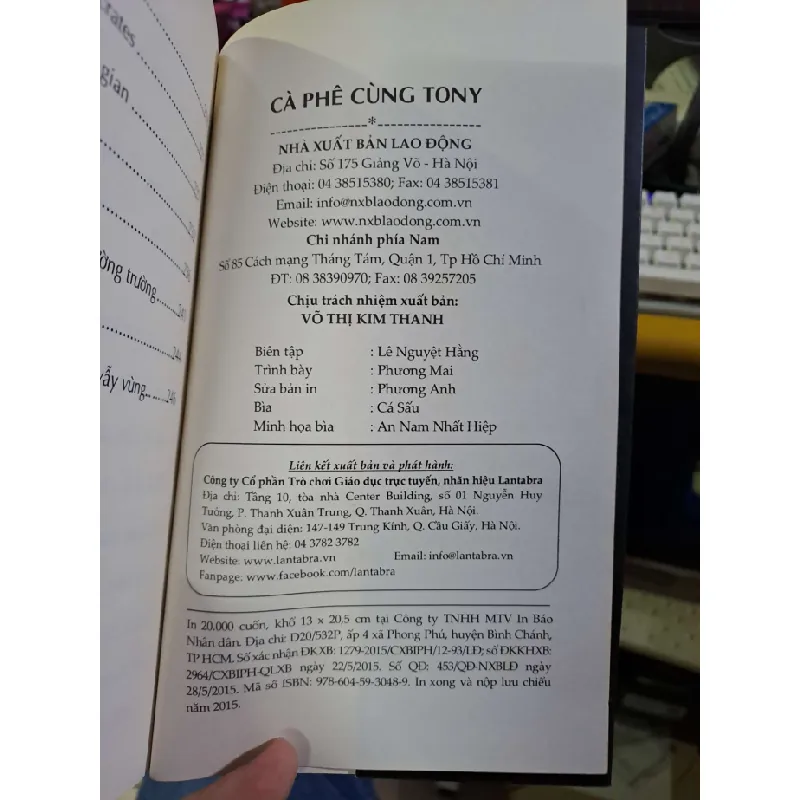 rates
gian
ờng trường
247
246
vẫy vùng
246
CÀ PHÊ CÙNG TONY
*
NHÀ XUẤT BẢN LAO ĐỘNG
Địa chỉ: Số 175 Giảng Võ - Hà Nội
Điện thoại: 04 38515380; Fax: 04 38515381
Email: info@nxblaodong.com.vn
Website: www.nxblaodong.com.vn
Chi nhánh phía Nam
Số 85 Cách mạng Tháng Tám, Quận 1, Tp Hồ Chí Minh
ĐT: 08 38390970; Fax: 08 39257205
Chịu trách nhiệm xuất bản:
VÕ THỊ KIM THANH
Biên tập : Lê Nguyệt Hằng
Trình bày : Phương Mai
Sửa bản in : Phương Anh
Bìa : Cá Sấu
Minh họa bìa : An Nam Nhất Hiệp
Liên kết xuất bản và phát hành:
Công ty Cổ phần Trò chơi Giáo dục trực tuyến, nhãn hiệu Lantabra
Địa chỉ: Tầng 10, tòa nhà Center Building, số 01 Nguyễn Huy
Tưởng, P. Thanh Xuân Trung, Q. Thanh Xuân, Hà Nội.
Văn phòng đại diện: 147-149 Trung Kính, Q. Cầu Giấy, Hà Nội.
Điện thoại liên hệ: 04 3782 3782
Website: www.lantabra.vn Email: info@lantabra.vn
Fanpage: www.facebook.com/lantabra
In 20.000 cuốn, khổ 13 x 20,5 cm tại Công ty TNHH MTV In Báo
Nhân dân. Địa chỉ: D20/532P, ấp 4 xã Phong Phú, huyện Bình Chánh,
TP HCM. Số xác nhận ĐKXB: 1279-2015/CXBIPH/12-93/LĐ; số ĐKKHXB:
2964/CXBIPH-QLXB ngày 22/5/2015. Số QĐ: 453/QĐ-NXBLĐ ngày
28/5/2015. Mã số ISBN: 978-604-59-3048-9. In xong và nộp lưu chiểu
năm 2015.